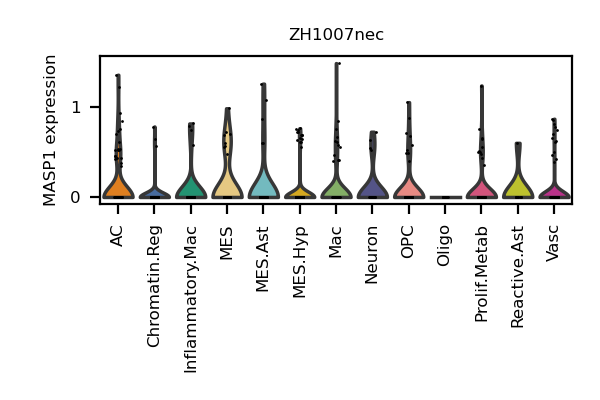 ZH1007nec
MASP1 expression
1
0
AC
Chromatin.Reg
Inflammatory.Mac
MES
MES.Ast
MES.Hyp
Mac
Neuron
OPC
Oligo
Prolif.Metab
Reactive.Ast
Vasc